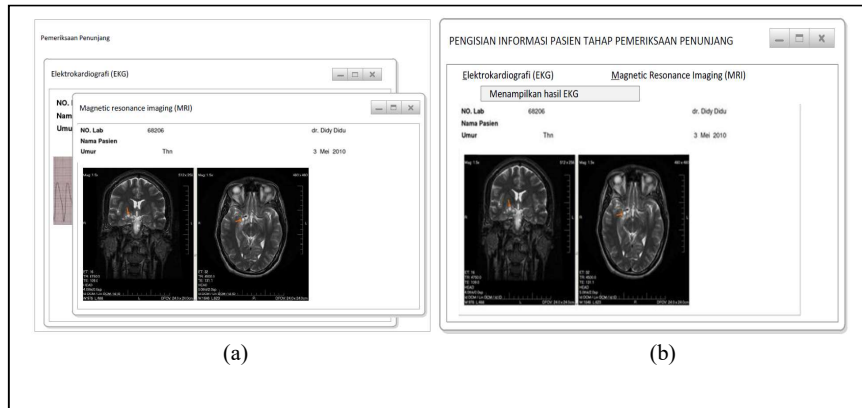 Pemeriksaan Penunjang
Elektrokardiografi (EKG)
NO.
Nam
Umu
Magnetic resonance imaging (MRI)
NO. Lab 68206 dr. Didy Didu
Nama Pasien
Umur Thn 3 Mei 2010
(a)
PENGISIAN INFORMASI PASIEN TAHAP PEMERIKSAAN PENUNJANG
Elektrokardiografi (EKG) Magnetic Resonance Imaging (MRI)
Menampilkan hasil EKG
NO. Lab 68206 dr. Didy Didu
Nama Pasien
Umur Thn 3 Mei 2010
(b)